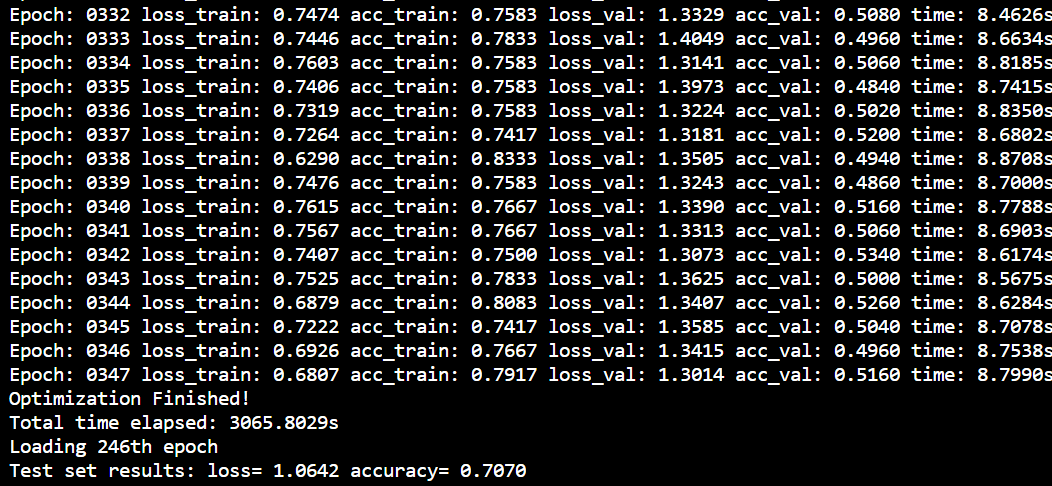 Epoch: 0332 loss_train: 0.7474 acc_train: 0.7583 loss_val: 1.3329 acc_val: 0.5080 time: 8.4626s
Epoch: 0333 loss_train: 0.7446 acc_train: 0.7833 loss_val: 1.4049 acc_val: 0.4960 time: 8.6634s
Epoch: 0334 loss_train: 0.7603 acc_train: 0.7583 loss_val: 1.3141 acc_val: 0.5060 time: 8.8185s
Epoch: 0335 loss_train: 0.7406 acc_train: 0.7583 loss_val: 1.3973 acc_val: 0.4840 time: 8.7415s
Epoch: 0336 loss_train: 0.7319 acc_train: 0.7583 loss_val: 1.3224 acc_val: 0.5020 time: 8.8350s
Epoch: 0337 loss_train: 0.7264 acc_train: 0.7417 loss_val: 1.3181 acc_val: 0.5200 time: 8.6802s
Epoch: 0338 loss_train: 0.6290 acc_train: 0.8333 loss_val: 1.3505 acc_val: 0.4940 time: 8.8708s
Epoch: 0339 loss_train: 0.7476 acc_train: 0.7583 loss_val: 1.3243 acc_val: 0.4860 time: 8.7000s
Epoch: 0340 loss_train: 0.7615 acc_train: 0.7667 loss_val: 1.3390 acc_val: 0.5160 time: 8.7788s
Epoch: 0341 loss_train: 0.7567 acc_train: 0.7667 loss_val: 1.3313 acc_val: 0.5060 time: 8.6903s
Epoch: 0342 loss_train: 0.7407 acc_train: 0.7500 loss_val: 1.3073 acc_val: 0.5340 time: 8.6174s
Epoch: 0343 loss_train: 0.7525 acc_train: 0.7833 loss_val: 1.3625 acc_val: 0.5000 time: 8.5675s
Epoch: 0344 loss_train: 0.6879 acc_train: 0.8083 loss_val: 1.3407 acc_val: 0.5260 time: 8.6284s
Epoch: 0345 loss_train: 0.7222 acc_train: 0.7417 loss_val: 1.3585 acc_val: 0.5040 time: 8.7078s
Epoch: 0346 loss_train: 0.6926 acc_train: 0.7667 loss_val: 1.3415 acc_val: 0.4960 time: 8.7538s
Epoch: 0347 loss_train: 0.6807 acc_train: 0.7917 loss_val: 1.3014 acc_val: 0.5160 time: 8.7990s
Optimization Finished!
Total time elapsed: 3065.8029s
Loading 246th epoch
Test set results: loss= 1.0642 accuracy= 0.7070